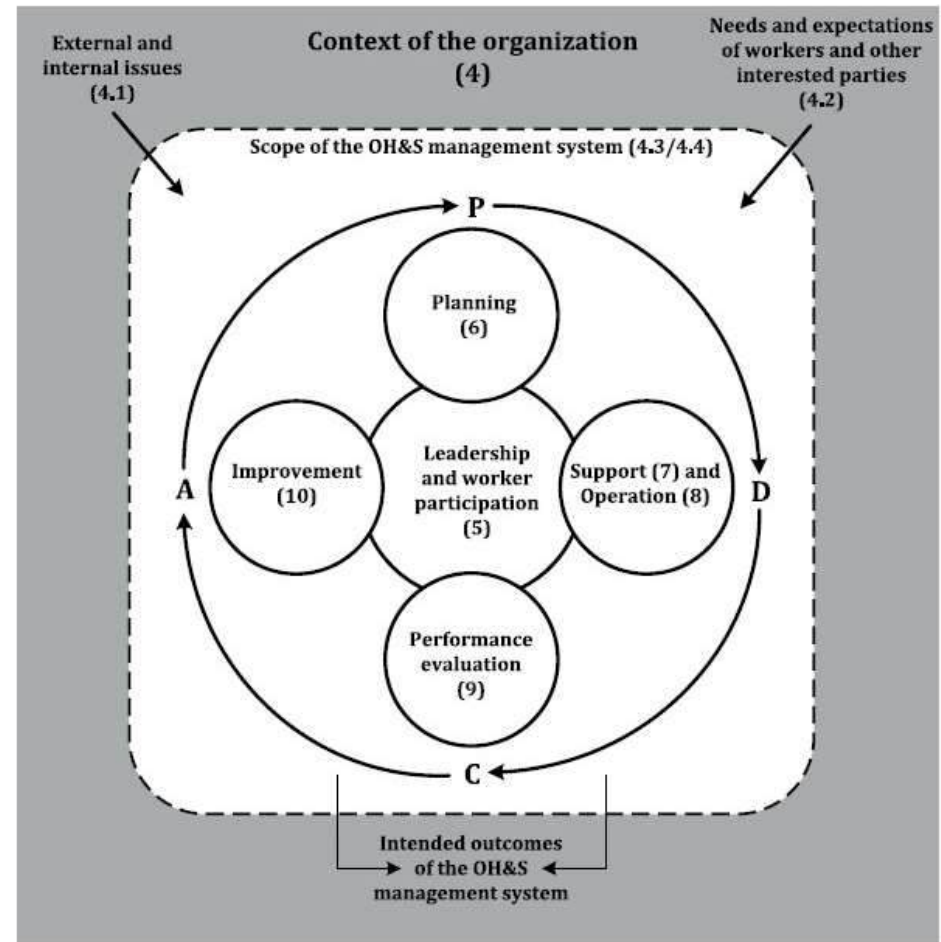 External and
internal issues
(4.1)
Context of the organization
(4)
Needs and expectations
of workers and other
interested parties
(4.2)
Scope of the OH&S management system (4.3/4.4)
P
Planning
(6)
A
Improvement
(10)
Leadership
and worker
participation
(5)
Support (7) and
Operation (8)
D
Performance
evaluation
(9)
C
Intended outcomes
of the OH&S
management system